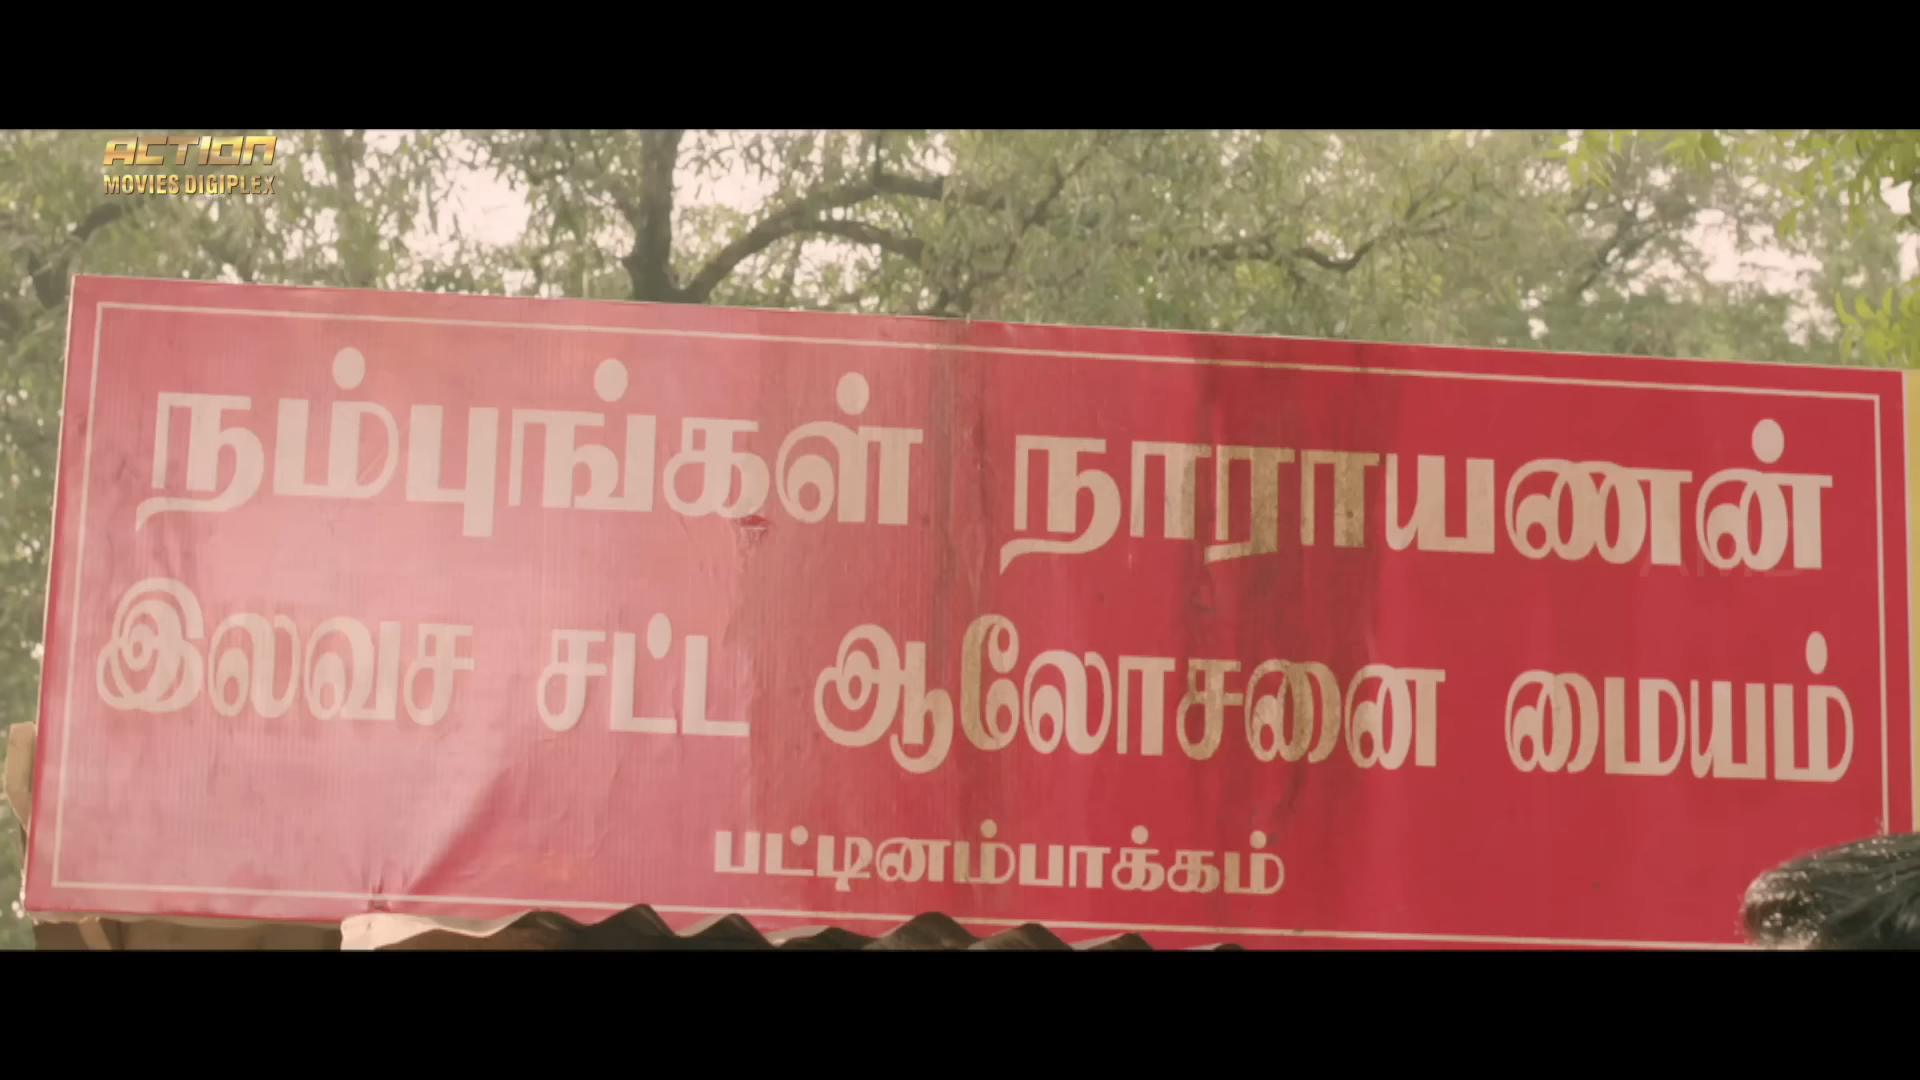 ACTION
MOVIES DIGIPLEX
நம்புங்கள் நாராயணன்
இலவச சட்ட ஆலோசனை மையம்
பட்டினம்பாக்கம்